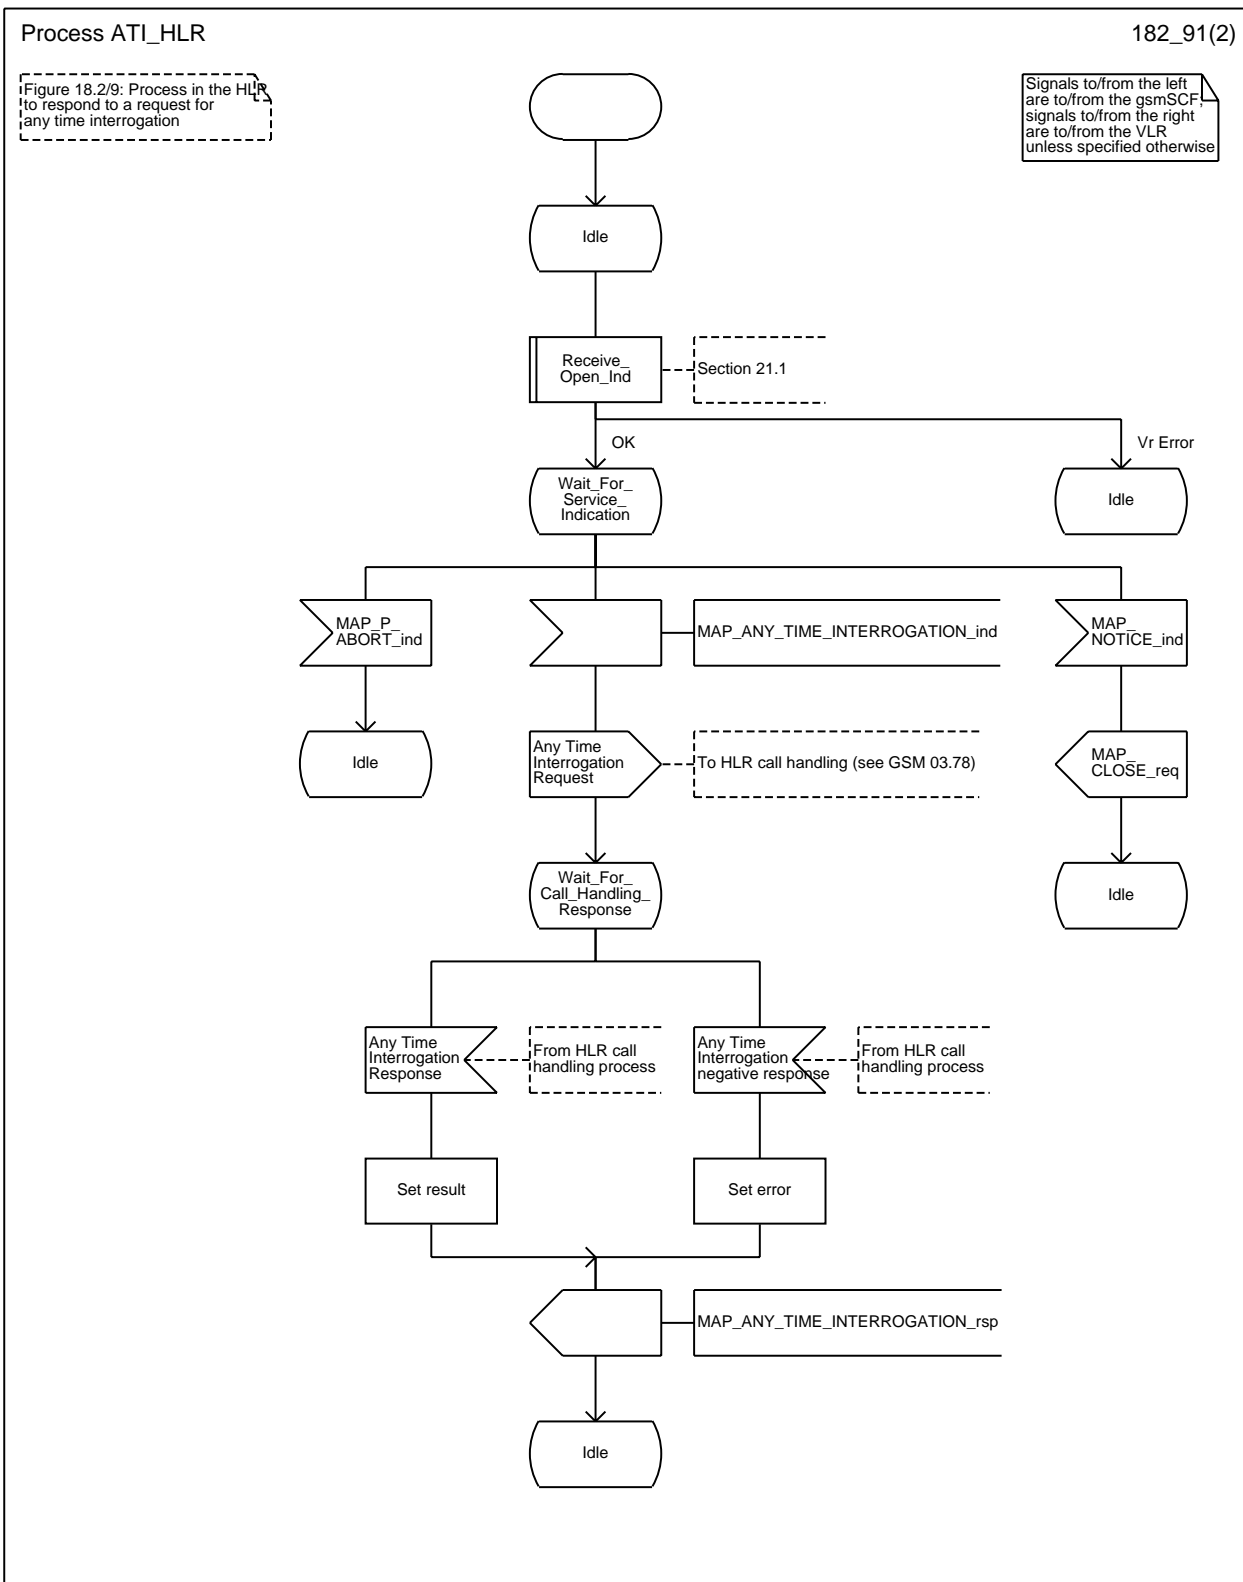 Process ATI_HLR
182_91(2)
Figure 18.2/9: Process in the HLR
to respond to a request for
any time interrogation
Signals to/from the left
are to/from the gsmSCF;
signals to/from the right
are to/from the VLR
unless specified otherwise
Idle
Receive_
Open_Ind
Section 21.1
OK
Vr Error
Wait_For_
Service_
Indication
Idle
MAP_P_
ABORT_ind
MAP_ANY_TIME_INTERROGATION_ind
MAP_
NOTICE_ind
Idle
Any Time
Interrogation
Request
To HLR call handling (see GSM 03.78)
MAP_
CLOSE_req
Wait_For_
Call_Handling_
Response
Idle
Any Time
Interrogation
Response
From HLR call
handling process
Any Time
Interrogation
negative response
From HLR call
handling process
Set result
Set error
MAP_ANY_TIME_INTERROGATION_rsp
Idle